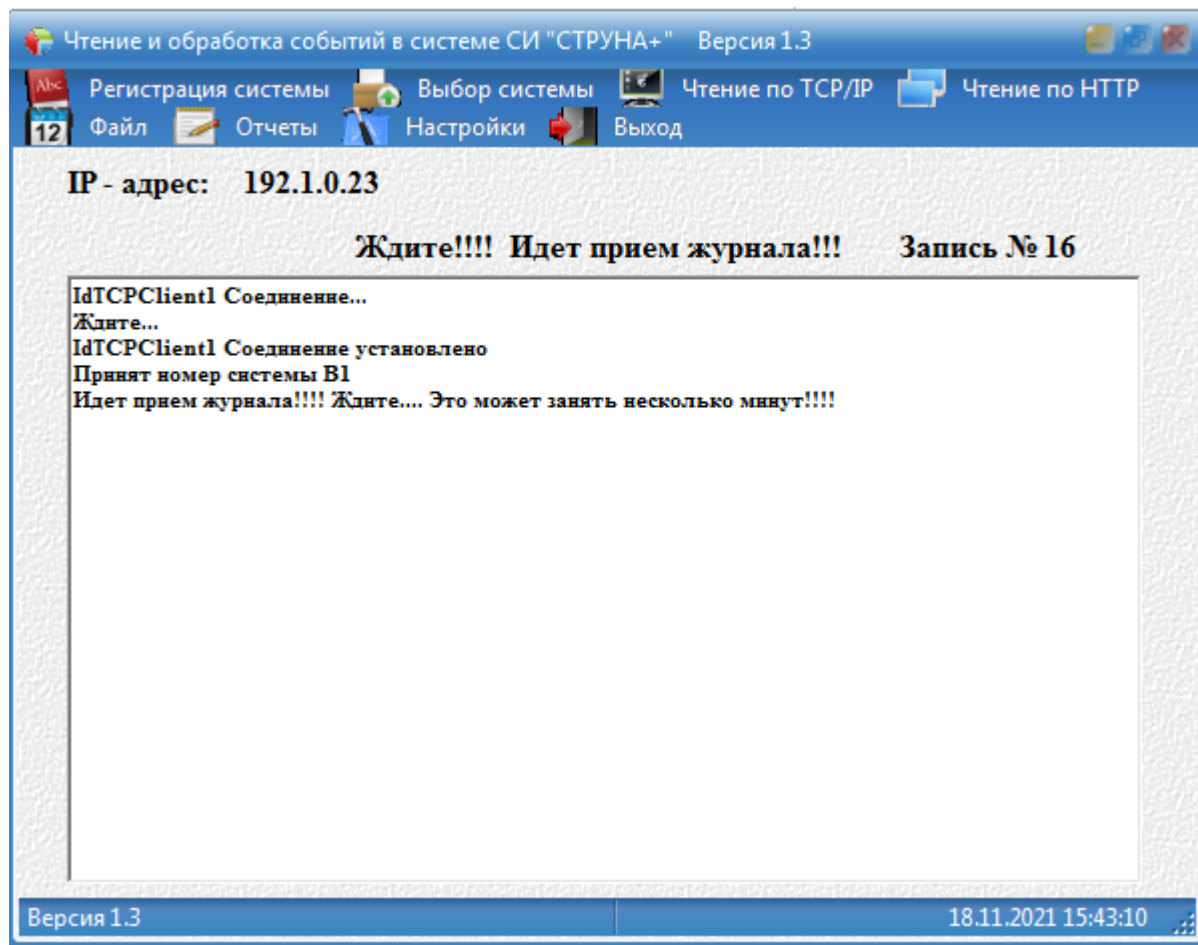 Чтение и обработка событий в системе СИ "СТРУНА+" Версия 1.3
Abc Регистрация системы Выбор системы Чтение по TCP/IP Чтение по HTTP
12 Файл Отчеты Настройки Выход
IP - адрес: 192.1.0.23
Ждите!!!! Идет прием журнала!!! Запись № 16
IdTCPClient1 Соединение...
Ждите...
IdTCPClient1 Соединение установлено
Принят номер системы B1
Идет прием журнала!!!! Ждите.... Это может занять несколько минут!!!!
Версия 1.3 18.11.2021 15:43:10